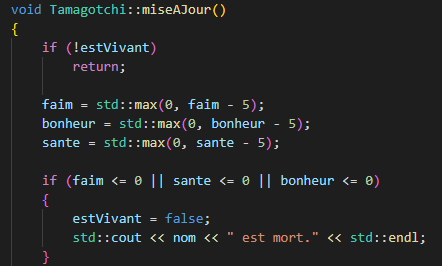 void Tamagotchi::miseAJour()
{
    if (!estVivant)
        return;

    faim = std::max(0, faim - 5);
    bonheur = std::max(0, bonheur - 5);
    sante = std::max(0, sante - 5);

    if (faim <= 0 || sante <= 0 || bonheur <= 0)
    {
        estVivant = false;
        std::cout << nom << " est mort." << std::endl;
    }